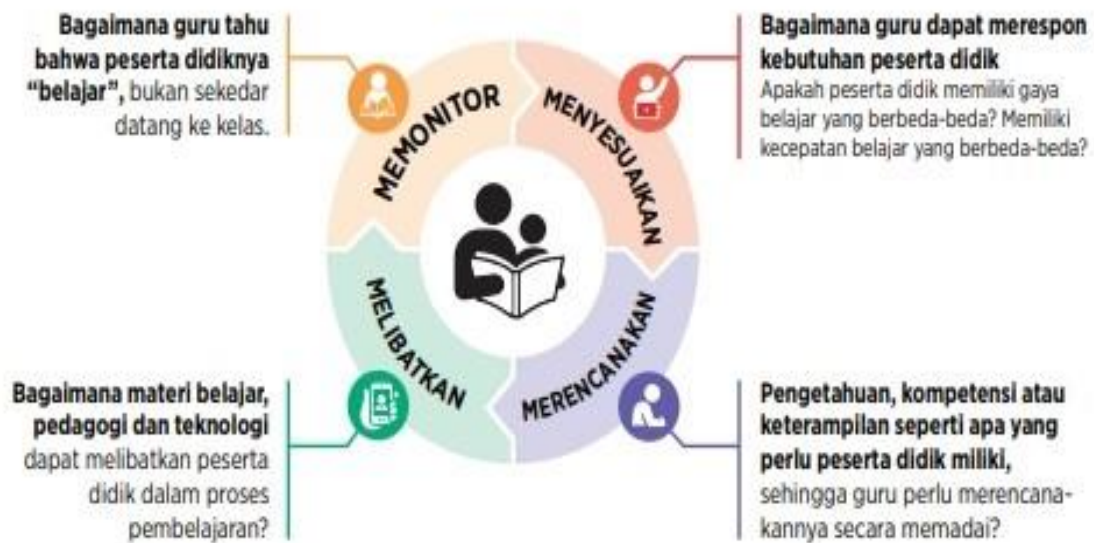 Bagaimana guru tahu
bahwa peserta didiknya
“belajar”, bukan sekedar
datang ke kelas.
MEMONITOR
MENYESUAIKAN
Bagaimana guru dapat merespon
kebutuhan peserta didik
Apakah peserta didik memiliki gaya
belajar yang berbeda-beda? Memiliki
kecepatan belajar yang berbeda-beda?
MELIBATKAN
MERENCANAKAN
Bagaimana materi belajar,
pedagogi dan teknologi
dapat melibatkan peserta
didik dalam proses
pembelajaran?
Pengetahuan, kompetensi atau
keterampilan seperti apa yang
perlu peserta didik miliki,
sehingga guru perlu merencana-
kannya secara memadai?